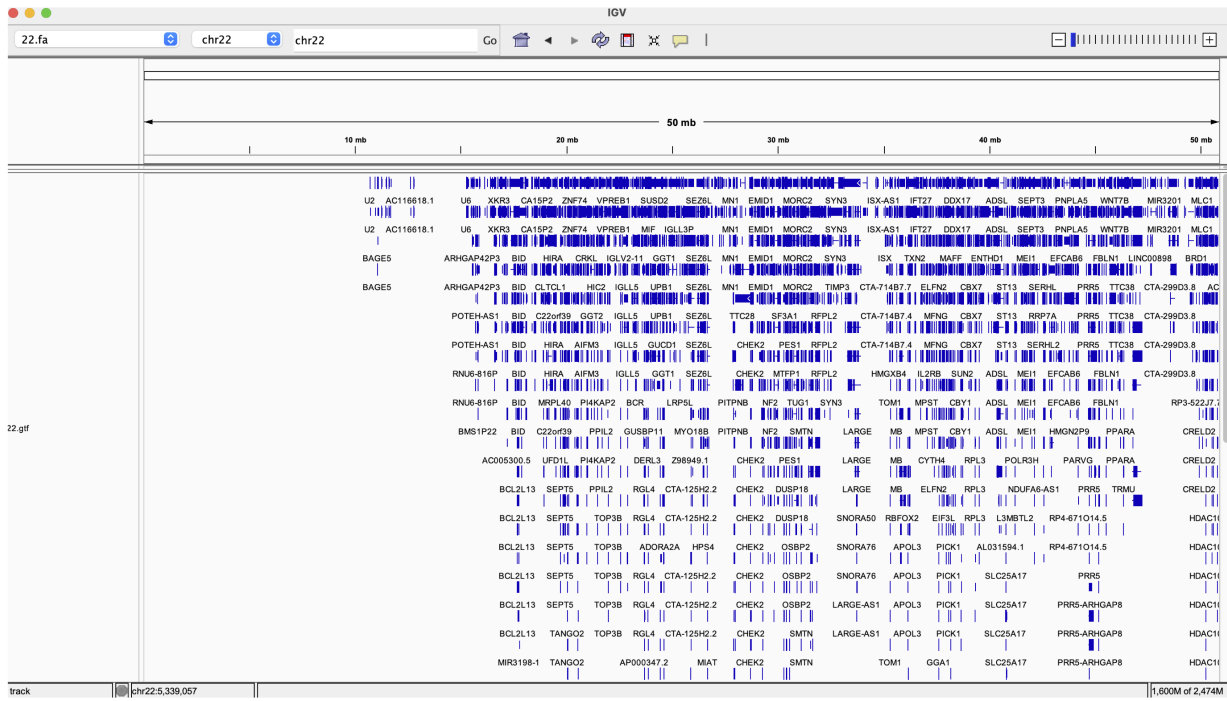 IGV
22.fa chr22 chr22 Go
50 mb
10 mb 20 mb 30 mb 40 mb 50 mb
U2 AC116618.1 U6 XKR3 CA15P2 ZNF74 VPREB1 SUSD2 SEZ6L MN1 EMID1 MORC2 SYN3 ISX-AS1 IFT27 DDX17 ADSL SEPT3 PNPLA5 WNT7B MIR3201 MLC1
U2 AC116618.1 U6 XKR3 CA15P2 ZNF74 VPREB1 MIF IGLL3P MN1 EMID1 MORC2 SYN3 ISX-AS1 IFT27 DDX17 ADSL SEPT3 PNPLA5 WNT7B MIR3201 MLC1
BAGE5 ARHGAP42P3 BID HIRA CRKL IGLV2-11 GGT1 SEZ6L MN1 EMID1 MORC2 SYN3 ISX TXN2 MAFF ENTHD1 MEI1 EFCAB6 FBLN1 LINC00898 BRD1
BAGE5 ARHGAP42P3 BID CLTCL1 HIC2 IGLL5 UPB1 SEZ6L MN1 EMID1 MORC2 TIMP3 CTA-714B7.7 ELFN2 CBX7 ST13 SERHL PRR5 TTC38 CTA-299D3.8 AC
POTEH-AS1 BID C22orf39 GGT2 IGLL5 UPB1 SEZ6L TTC28 SF3A1 RFPL2 CTA-714B7.4 MFNG CBX7 ST13 RRP7A PRR5 TTC38 CTA-299D3.8
POTEH-AS1 BID HIRA AIFM3 IGLL5 GUCD1 SEZ6L CHEK2 PES1 RFPL2 CTA-714B7.4 MFNG CBX7 ST13 SERHL2 PRR5 TTC38 CTA-299D3.8
RNU6-816P BID HIRA AIFM3 IGLL5 GGT1 SEZ6L CHEK2 MTFP1 RFPL2 HMGXB4 IL2RB SUN2 ADSL MEI1 EFCAB6 FBLN1 CTA-299D3.8
RNU6-816P BID MRPL40 PI4KAP2 BCR LRP5L PITPNB NF2 TUG1 SYN3 TOM1 MPST CBY1 ADSL MEI1 EFCAB6 FBLN1 RP3-522J7.
22.gtf
BMS1P22 BID C22orf39 PPIL2 GUSBP11 MYO18B PITPNB NF2 SMTN LARGE MB MPST CBY1 ADSL MEI1 HMGN2P9 PPARA CRELD2
AC005300.5 UFD1L PI4KAP2 DERL3 Z98949.1 CHEK2 PES1 LARGE MB CYTH4 RPL3 POLR3H PARVG PPARA CRELD2
BCL2L13 SEPT5 PPIL2 RGL4 CTA-125H2.2 CHEK2 DUSP18 LARGE MB ELFN2 RPL3 NDUFA6-AS1 PRR5 TRMU CRELD2
BCL2L13 SEPT5 TOP3B RGL4 CTA-125H2.2 CHEK2 DUSP18 SNORA50 RBFOX2 EIF3L RPL3 L3MBTL2 RP4-671O14.5 HDAC1
BCL2L13 SEPT5 TOP3B ADORA2A HPS4 CHEK2 OSBP2 SNORA76 APOL3 PICK1 AL031594.1 RP4-671O14.5 HDAC1
BCL2L13 SEPT5 TOP3B RGL4 CTA-125H2.2 CHEK2 OSBP2 SNORA76 APOL3 PICK1 SLC25A17 PRR5 HDAC1
BCL2L13 SEPT5 TOP3B RGL4 CTA-125H2.2 CHEK2 OSBP2 LARGE-AS1 APOL3 PICK1 SLC25A17 PRR5-ARHGAP8 HDAC1
BCL2L13 TANGO2 TOP3B RGL4 CTA-125H2.2 CHEK2 SMTN LARGE-AS1 APOL3 PICK1 SLC25A17 PRR5-ARHGAP8 HDAC1
MIR3198-1 TANGO2 AP000347.2 MIAT CHEK2 SMTN TOM1 GGA1 SLC25A17 PRR5-ARHGAP8 HDAC1
track chr22:5,339,057 1,600M of 2,474M